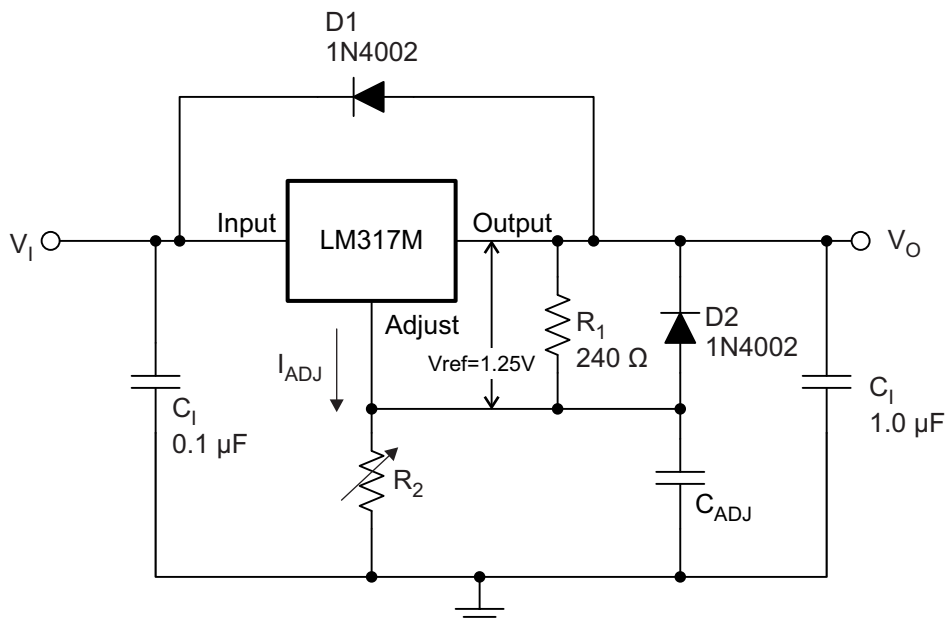 D1
1N4002
Input
Output
V_I
LM317M
V_O
Adjust
R_1
240 Ω
D2
1N4002
I_ADJ
Vref=1.25V
C_I
0.1 µF
C_I
1.0 µF
R_2
C_ADJ